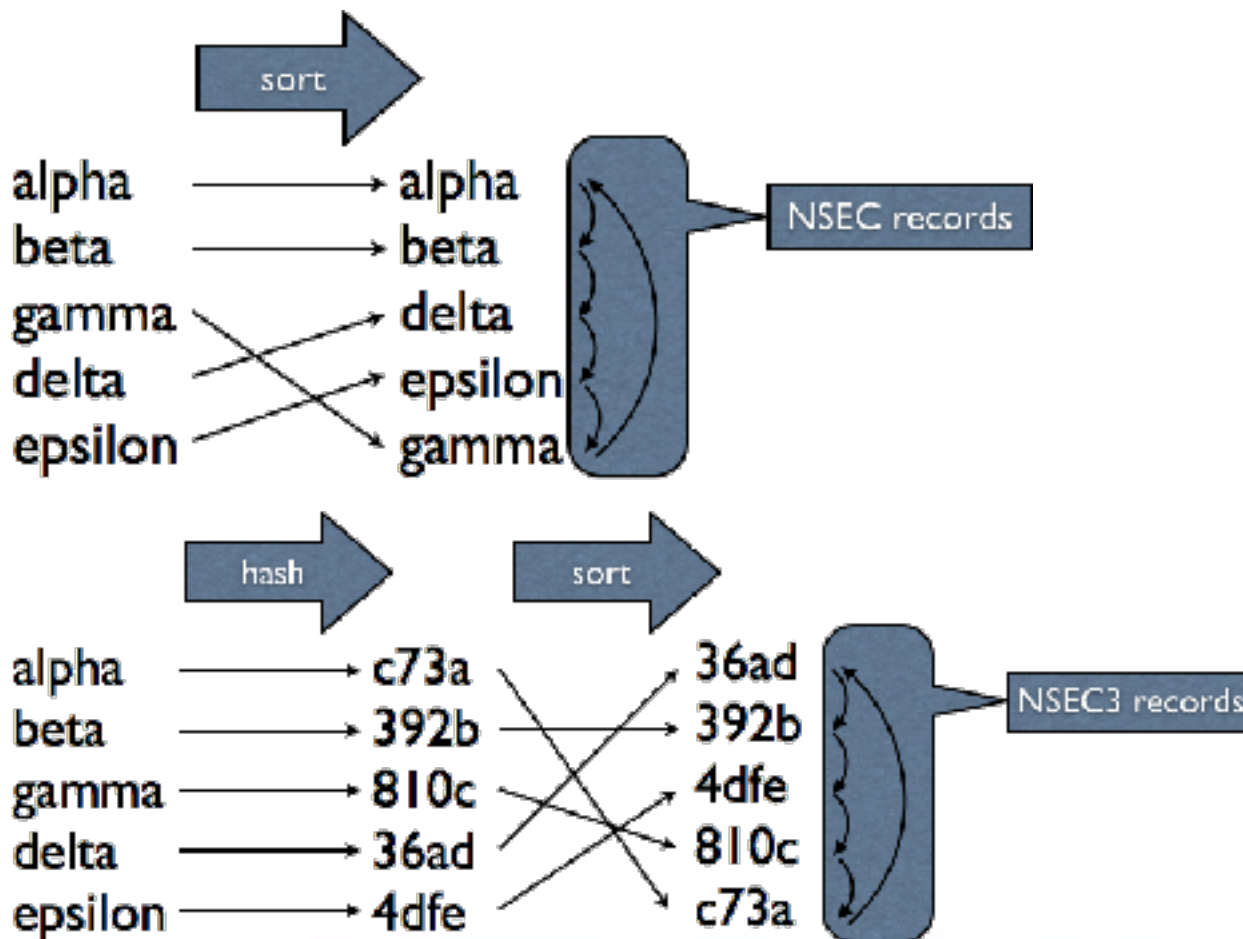 sort
alpha alpha
beta beta
gamma delta
delta epsilon
epsilon gamma
NSEC records
hash sort
alpha c73a 36ad
beta 392b 392b
gamma 810c 4dfe
delta 36ad 810c
epsilon 4dfe c73a
NSEC3 records